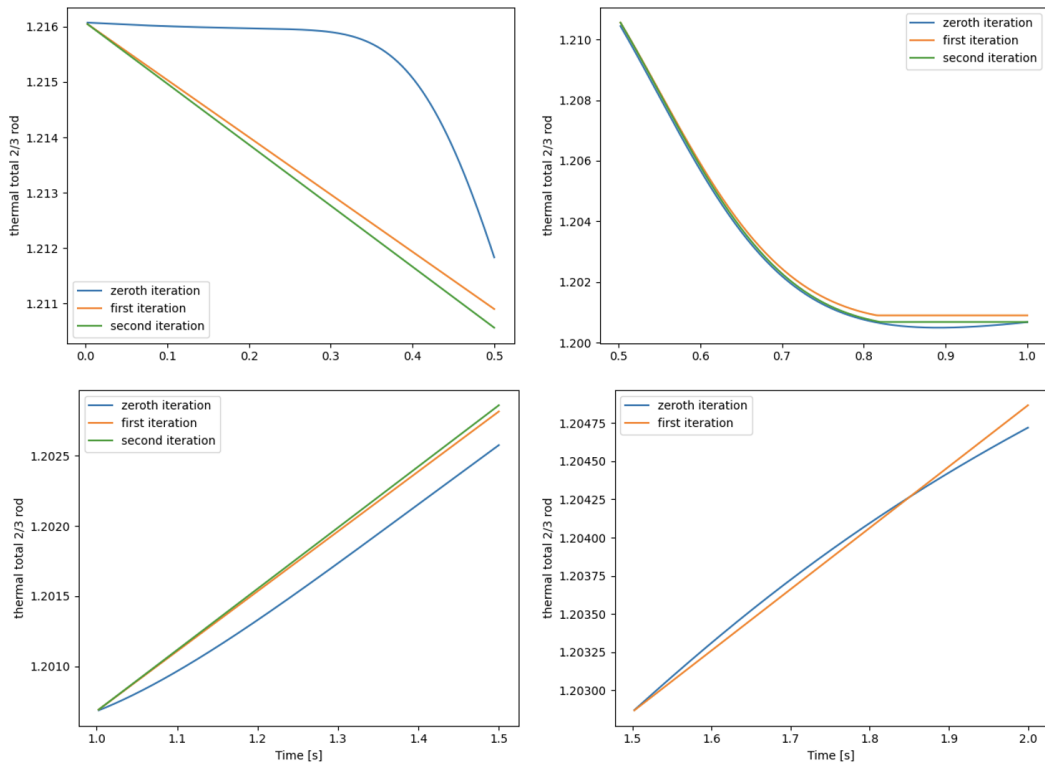 1.216
1.215
1.214
1.213
1.212
1.211
thermal total 2/3 rod
zeroth iteration
first iteration
second iteration
0.0 0.1 0.2 0.3 0.4 0.5
1.210
1.208
1.206
1.204
1.202
1.200
thermal total 2/3 rod
zeroth iteration
first iteration
second iteration
0.5 0.6 0.7 0.8 0.9 1.0
1.2025
1.2020
1.2015
1.2010
thermal total 2/3 rod
zeroth iteration
first iteration
second iteration
1.0 1.1 1.2 1.3 1.4 1.5
Time [s]
1.20475
1.20450
1.20425
1.20400
1.20375
1.20350
1.20325
1.20300
thermal total 2/3 rod
zeroth iteration
first iteration
1.5 1.6 1.7 1.8 1.9 2.0
Time [s]